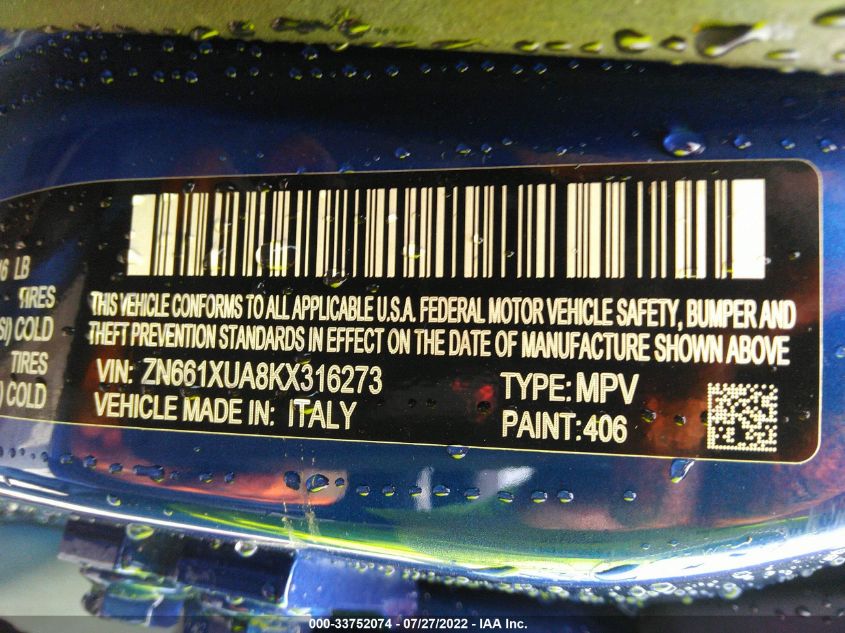 16 LB
TIRES
SI) COLD
TIRES
) COLD
THIS VEHICLE CONFORMS TO ALL APPLICABLE U.S.A. FEDERAL MOTOR VEHICLE SAFETY, BUMPER AND
THEFT PREVENTION STANDARDS IN EFFECT ON THE DATE OF MANUFACTURE SHOWN ABOVE
VIN: ZN661XUA8KX316273
TYPE: MPV
VEHICLE MADE IN: ITALY
PAINT: 406
000-33752074 / 07/27/2022 - IAA Inc.